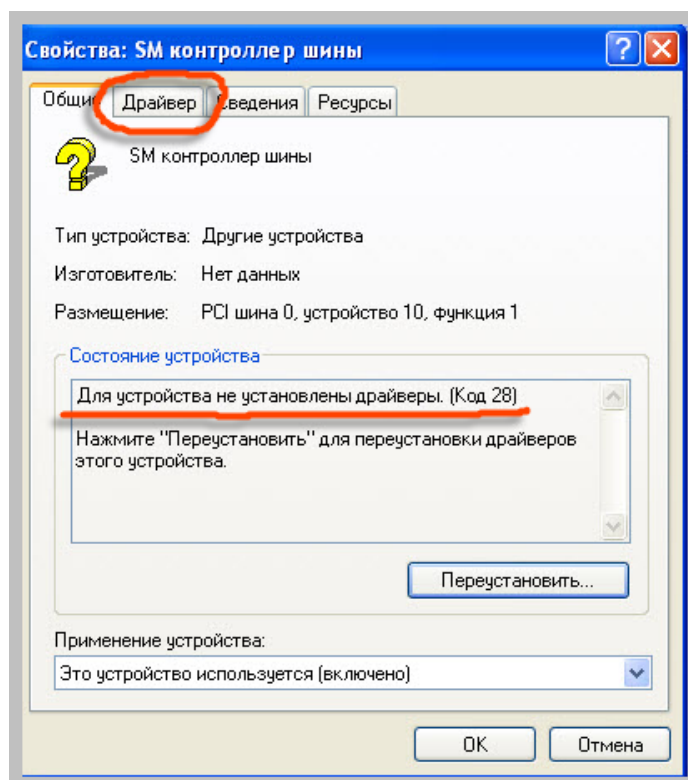 Свойства: SM контроллер шины
Общие Драйвер Сведения Ресурсы
SM контроллер шины
Тип устройства: Другие устройства
Изготовитель: Нет данных
Размещение: PCI шина 0, устройство 10, функция 1
Состояние устройства
Для устройства не установлены драйверы. (Код 28)
Нажмите "Переустановить" для переустановки драйверов
этого устройства.
Переустановить...
Применение устройства:
Это устройство используется (включено)
OK Отмена